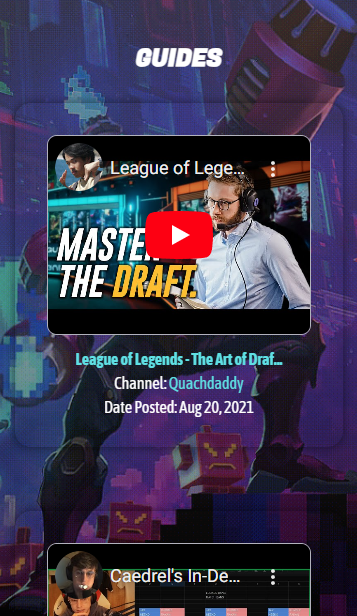 GUIDES
League of Lege...
MASTER
THE DRAFT.
League of Legends - The Art of Draf...
Channel: Quachdaddy
Date Posted: Aug 20, 2021
Caedrel's In-De...